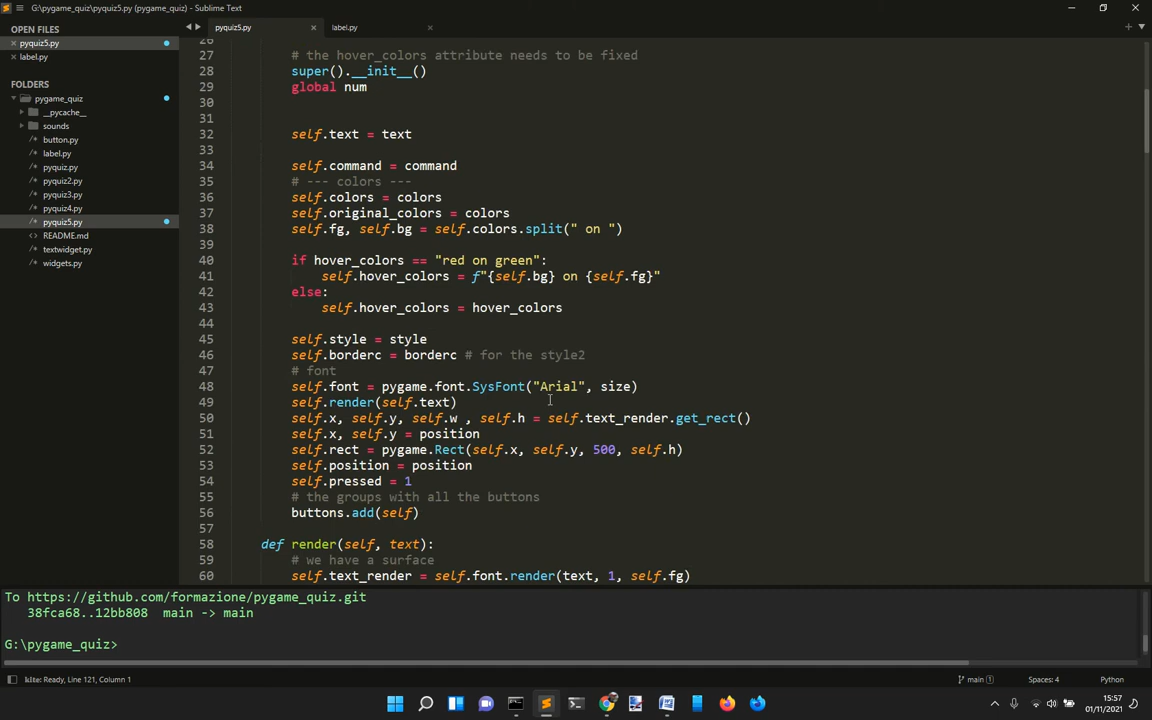 G:\pygame_quiz\pyquiz5.py (pygame_quiz) - Sublime Text
OPEN FILES
pyquiz5.py
label.py
FOLDERS
pygame_quiz
__pycache__
sounds
button.py
label.py
pyquiz.py
pyquiz2.py
pyquiz3.py
pyquiz4.py
pyquiz5.py
README.md
textwidget.py
widgets.py
pyquiz5.py
label.py
26
27 # the hover_colors attribute needs to be fixed
28 super().__init__()
29 global num
30
31
32 self.text = text
33
34 self.command = command
35 # --- colors ---
36 self.colors = colors
37 self.original_colors = colors
38 self.fg, self.bg = self.colors.split(" on ")
39
40 if hover_colors == "red on green":
41 self.hover_colors = f"{self.bg} on {self.fg}"
42 else:
43 self.hover_colors = hover_colors
44
45 self.style = style
46 self.borderc = borderc # for the style2
47 # font
48 self.font = pygame.font.SysFont("Arial", size)
49 self.render(self.text)
50 self.x, self.y, self.w , self.h = self.text_render.get_rect()
51 self.x, self.y = position
52 self.rect = pygame.Rect(self.x, self.y, 500, self.h)
53 self.position = position
54 self.pressed = 1
55 # the groups with all the buttons
56 buttons.add(self)
57
58 def render(self, text):
59 # we have a surface
60 self.text_render = self.font.render(text, 1, self.fg)
To https://github.com/formazione/pygame_quiz.git
38fca68..12bb808 main -> main
G:\pygame_quiz>
kite: Ready, Line 121, Column 1
main 1
Spaces: 4
Python
15:57
01/11/2021